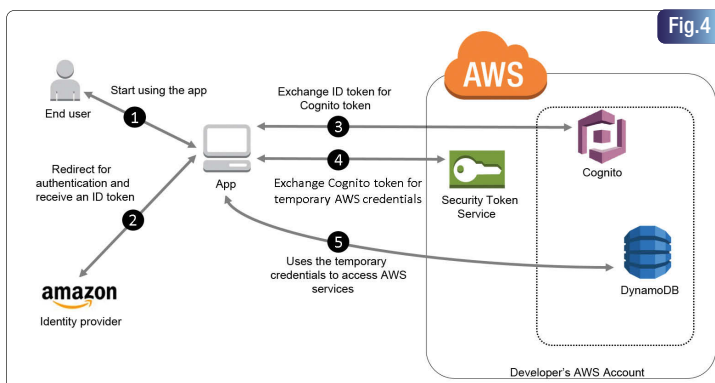 Fig.4
AWS
Start using the app
End user
1
Exchange ID token for
Cognito token
3
4
Cognito
Redirect for
authentication and
receive an ID token
App
Exchange Cognito token for
temporary AWS credentials
Security Token
Service
2
5
Uses the temporary
credentials to access AWS
services
amazon
DynamoDB
Identity provider
Developer's AWS Account